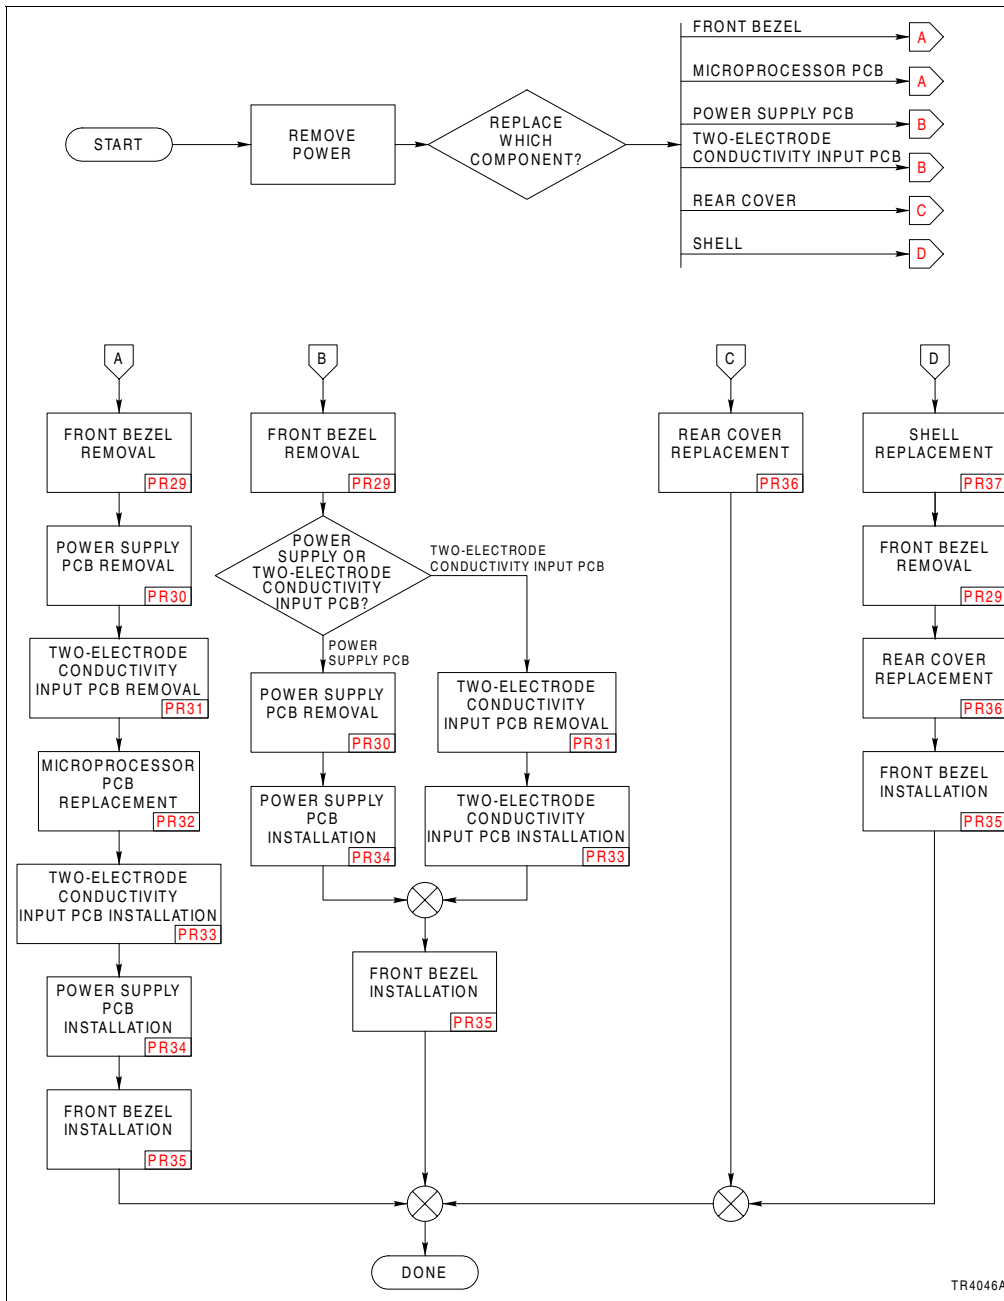 START
REMOVE
POWER
REPLACE
WHICH
COMPONENT?
FRONT BEZEL
A
MICROPROCESSOR PCB
A
POWER SUPPLY PCB
B
TWO-ELECTRODE
CONDUCTIVITY INPUT PCB
B
REAR COVER
C
SHELL
D
A
FRONT BEZEL
REMOVAL
PR29
POWER SUPPLY
PCB REMOVAL
PR30
TWO-ELECTRODE
CONDUCTIVITY
INPUT PCB REMOVAL
PR31
MICROPROCESSOR
PCB
REPLACEMENT
PR32
TWO-ELECTRODE
CONDUCTIVITY
INPUT PCB INSTALLATION
PR33
POWER SUPPLY
PCB
INSTALLATION
PR34
FRONT BEZEL
INSTALLATION
PR35
B
FRONT BEZEL
REMOVAL
PR29
POWER
SUPPLY OR
TWO-ELECTRODE
CONDUCTIVITY
INPUT PCB?
TWO-ELECTRODE
CONDUCTIVITY INPUT PCB
POWER
SUPPLY PCB
POWER SUPPLY
PCB REMOVAL
PR30
TWO-ELECTRODE
CONDUCTIVITY
INPUT PCB REMOVAL
PR31
POWER SUPPLY
PCB
INSTALLATION
PR34
TWO-ELECTRODE
CONDUCTIVITY
INPUT PCB INSTALLATION
PR33
FRONT BEZEL
INSTALLATION
PR35
C
REAR COVER
REPLACEMENT
PR36
D
SHELL
REPLACEMENT
PR37
FRONT BEZEL
REMOVAL
PR29
REAR COVER
REPLACEMENT
PR36
FRONT BEZEL
INSTALLATION
PR35
DONE
TR4046A